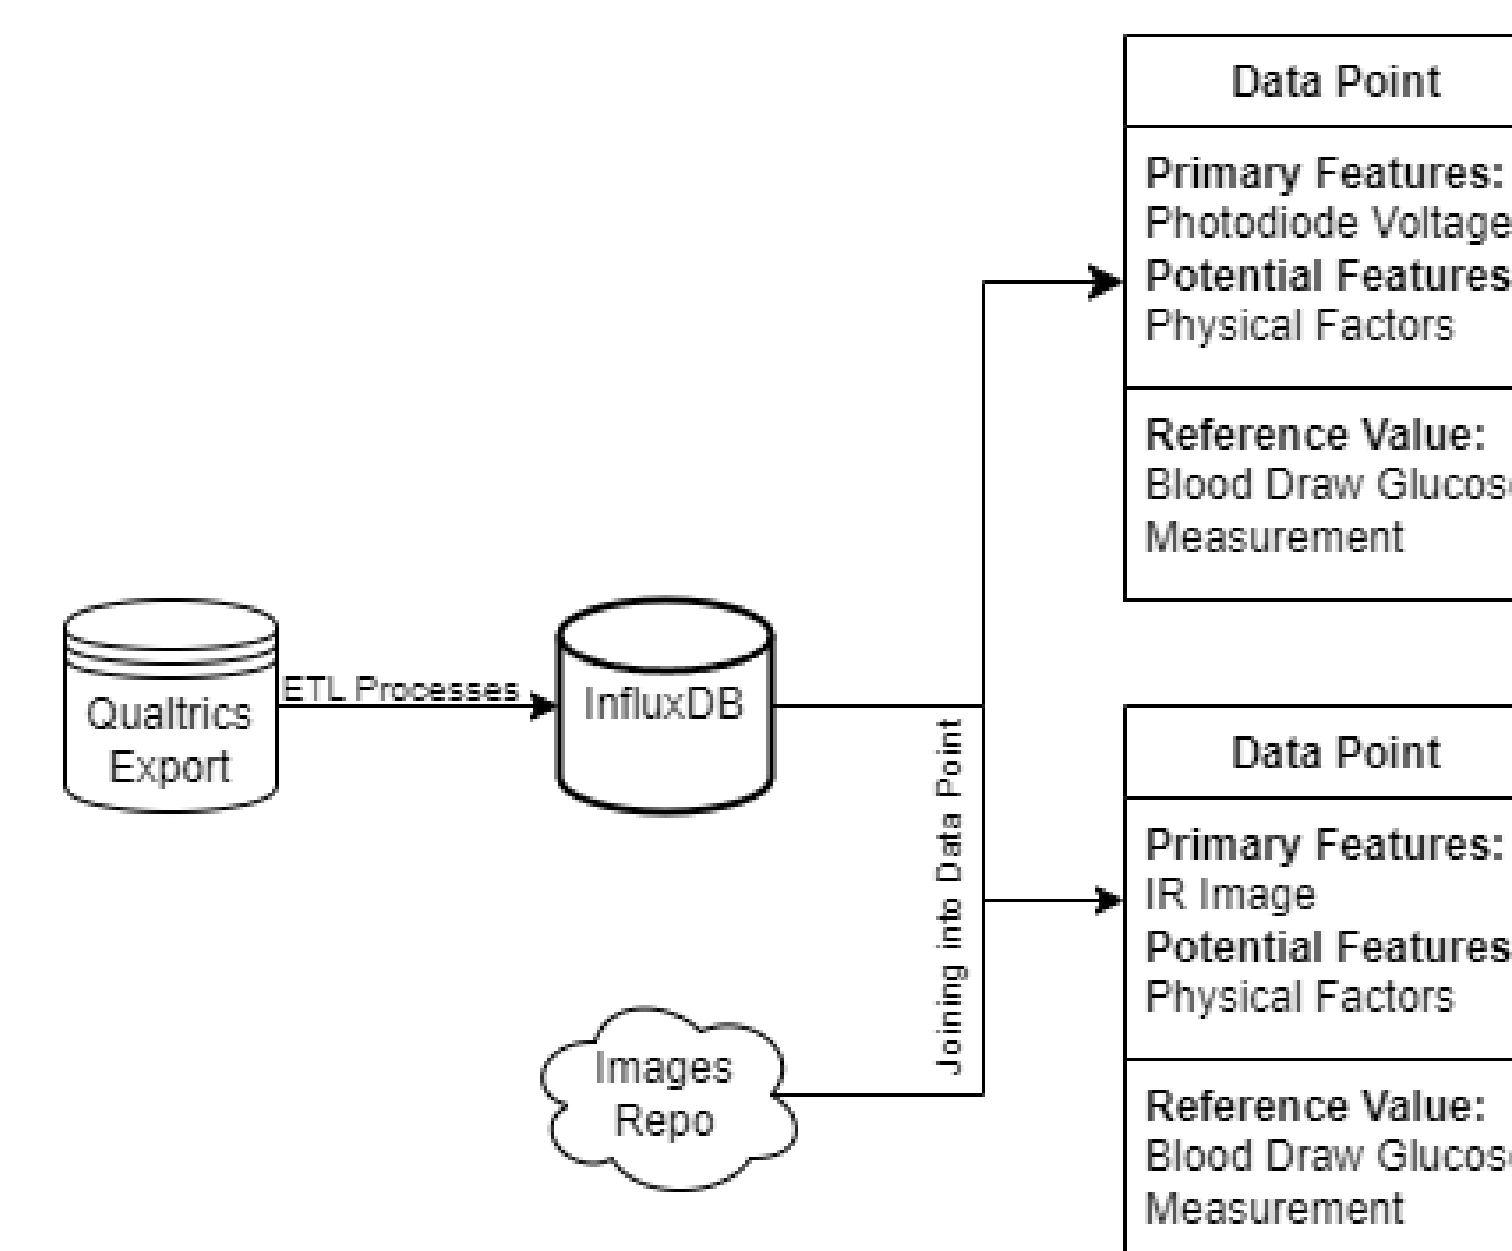 Data Point
Primary Features:
Photodiode Voltage
Potential Features
Physical Factors
Reference Value:
Blood Draw Glucose
Measurement
Qualtrics
Export
ETL Processes
InfluxDB
Joining into Data Point
Images
Repo
Data Point
Primary Features:
IR Image
Potential Features
Physical Factors
Reference Value:
Blood Draw Glucose
Measurement